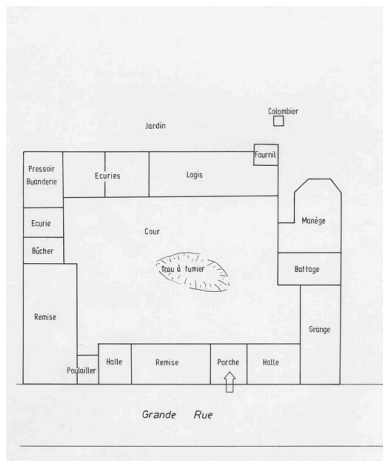 Colombier
Jardin
Fournil
Pressoir
Buanderie
Ecuries
Logis
Manège
Ecurie
Cour
Bûcher
Trou à fumier
Battage
Remise
Grange
Poulailler
Halle
Remise
Porche
Halle
Grande Rue